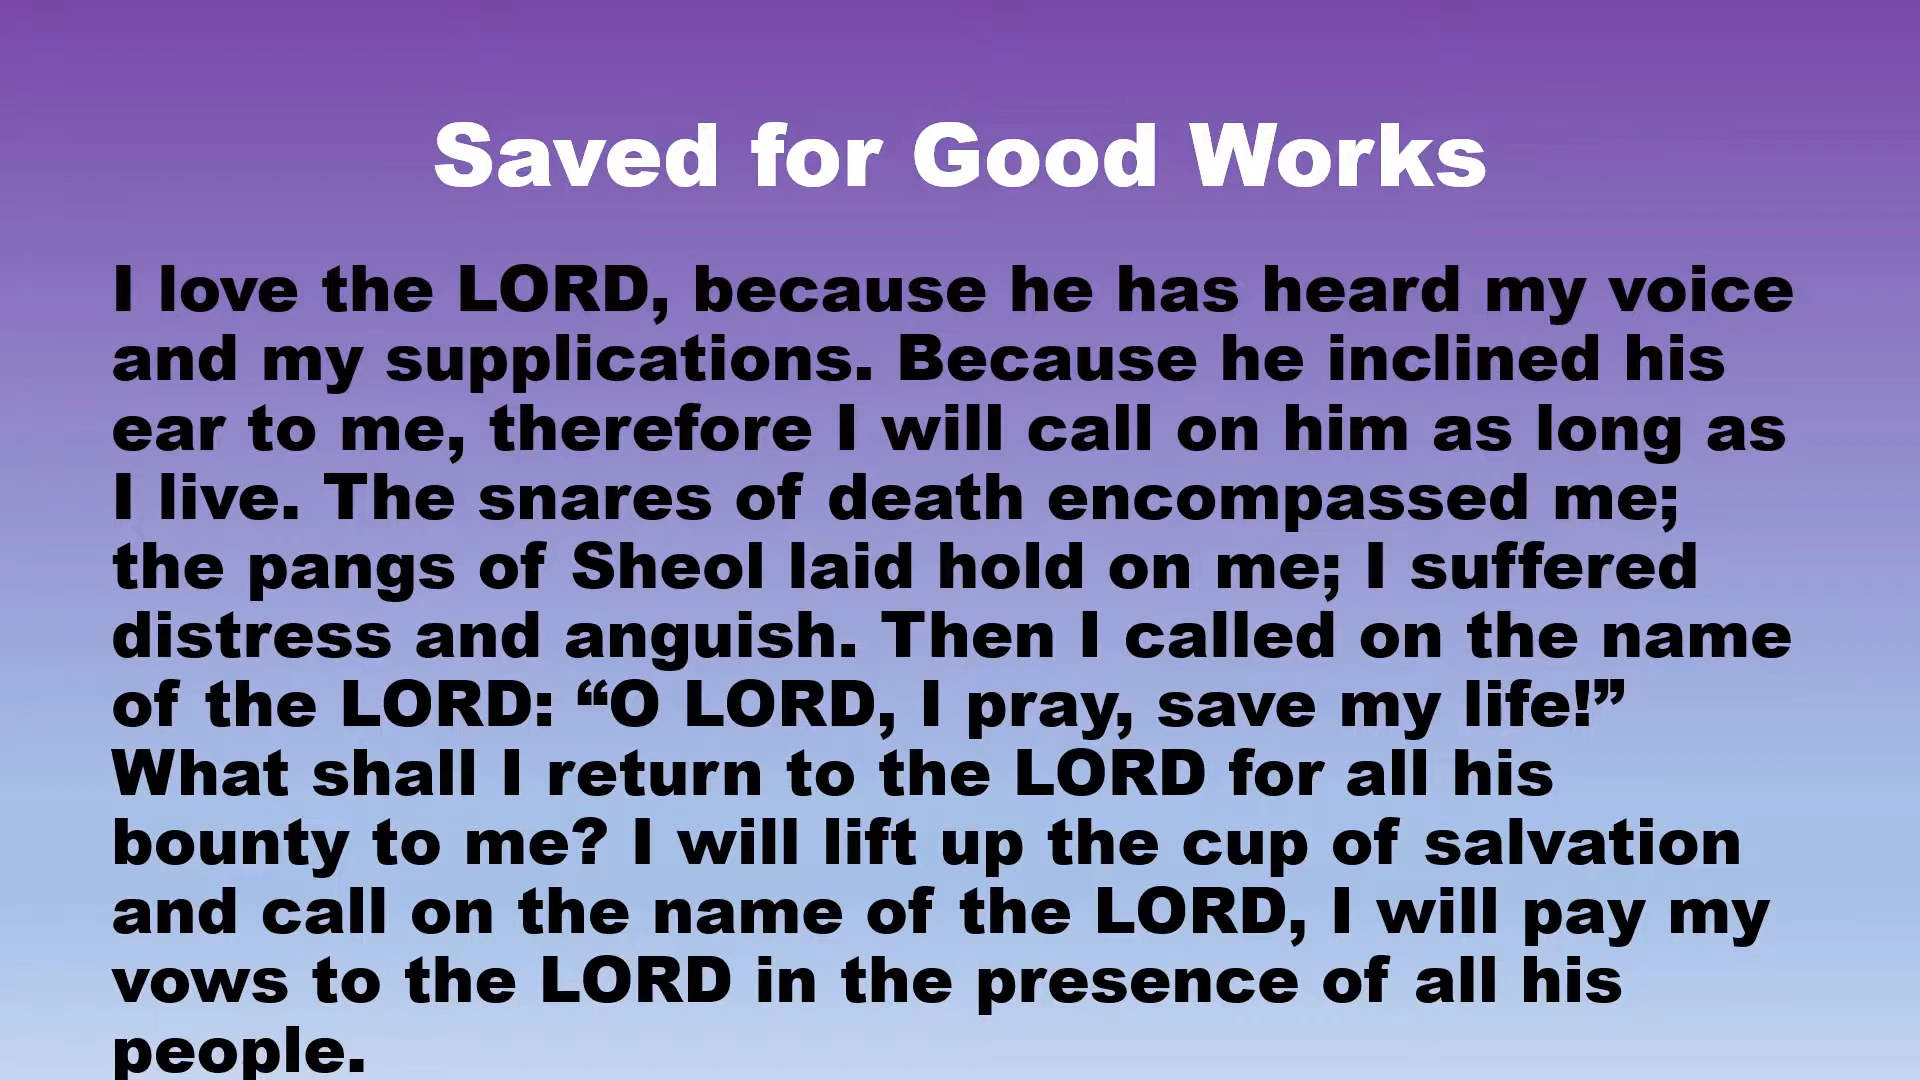 Saved for Good Works
I love the LORD, because he has heard my voice
and my supplications. Because he inclined his
ear to me, therefore I will call on him as long as
I live. The snares of death encompassed me;
the pangs of Sheol laid hold on me; I suffered
distress and anguish. Then I called on the name
of the LORD: “O LORD, I pray, save my life!”
What shall I return to the LORD for all his
bounty to me? I will lift up the cup of salvation
and call on the name of the LORD, I will pay my
vows to the LORD in the presence of all his
people.